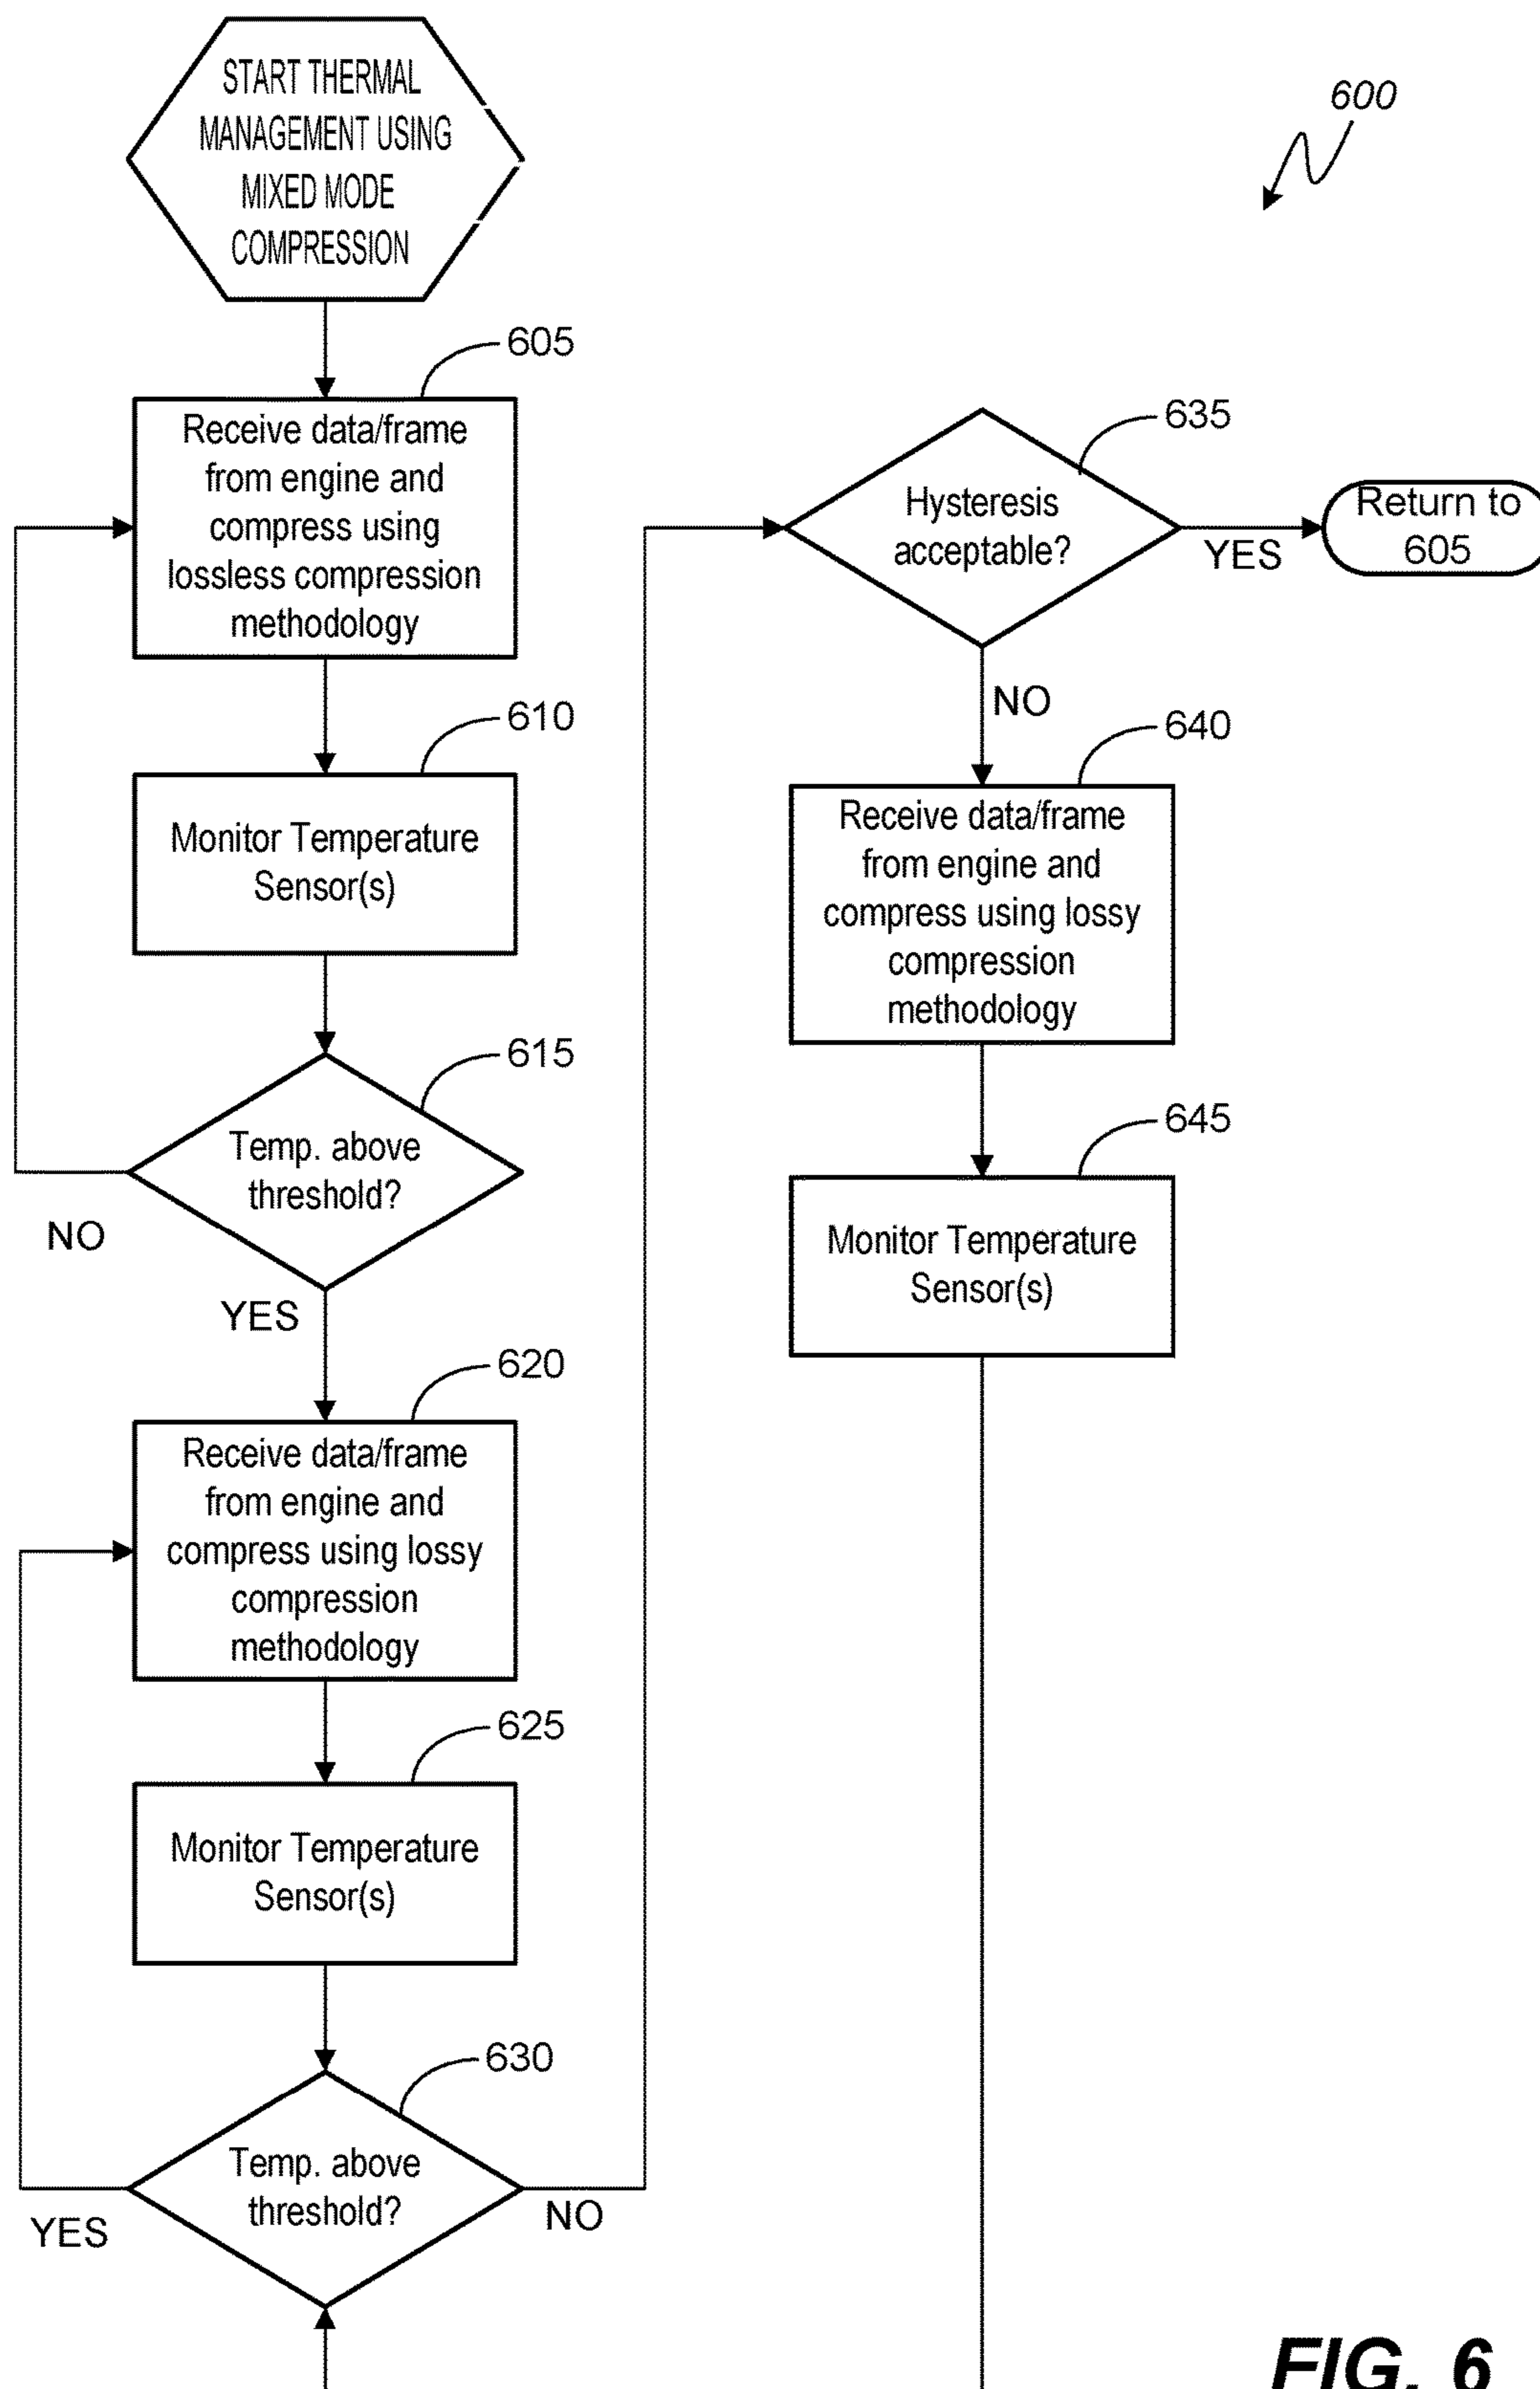 START THERMAL
MANAGEMENT USING
MIXED MODE
COMPRESSION
600
605
Receive data/frame
from engine and
compress using
lossless compression
methodology
610
Monitor Temperature
Sensor(s)
615
Temp. above
threshold?
NO
YES
620
Receive data/frame
from engine and
compress using lossy
compression
methodology
625
Monitor Temperature
Sensor(s)
630
Temp. above
threshold?
YES
NO
635
Hysteresis
acceptable?
YES
Return to
605
NO
640
Receive data/frame
from engine and
compress using lossy
compression
methodology
645
Monitor Temperature
Sensor(s)
FIG. 6